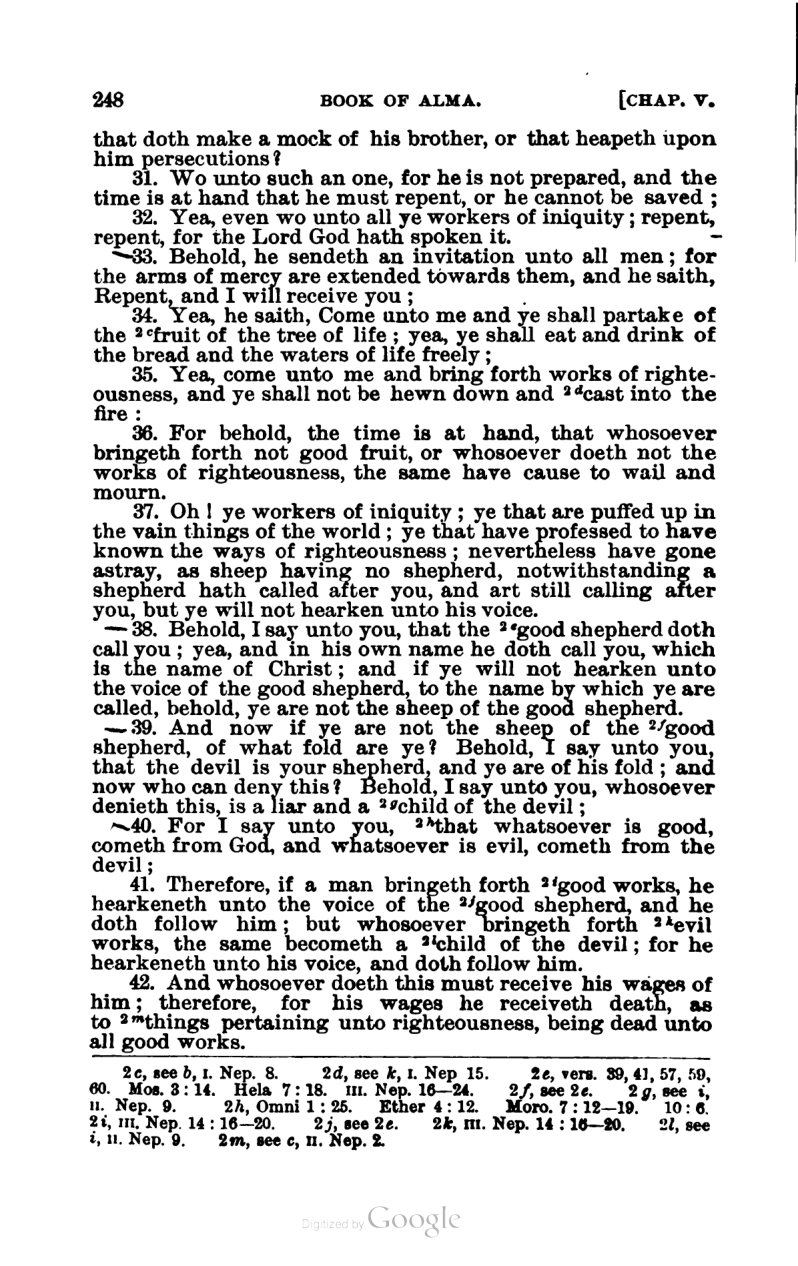 248 BOOK OF ALMA. [CHAP. V.
that doth make a mock of his brother, or that heapeth upon
him persecutions?
31. Wo unto such an one, for he is not prepared, and the
time is at hand that he must repent, or he cannot be saved;
32. Yea, even wo unto all ye workers of iniquity; repent,
repent, for the Lord God hath spoken it.
33. Behold, he sendeth an invitation unto all men; for
the arms of mercy are extended towards them, and he saith,
Repent, and I will receive you;
34. Yea, he saith, Come unto me and ye shall partake of
the ²ᶜfruit of the tree of life; yea, ye shall eat and drink of
the bread and the waters of life freely;
35. Yea, come unto me and bring forth works of righte-
ousness, and ye shall not be hewn down and ²ᵈcast into the
fire:
36. For behold, the time is at hand, that whosoever
bringeth forth not good fruit, or whosoever doeth not the
works of righteousness, the same have cause to wail and
mourn.
37. Oh! ye workers of iniquity; ye that are puffed up in
the vain things of the world; ye that have professed to have
known the ways of righteousness; nevertheless have gone
astray, as sheep having no shepherd, notwithstanding a
shepherd hath called after you, and art still calling after
you, but ye will not hearken unto his voice.
38. Behold, I say unto you, that the ²ᵉgood shepherd doth
call you; yea, and in his own name he doth call you, which
is the name of Christ; and if ye will not hearken unto
the voice of the good shepherd, to the name by which ye are
called, behold, ye are not the sheep of the good shepherd.
39. And now if ye are not the sheep of the ²ᶠgood
shepherd, of what fold are ye? Behold, I say unto you,
that the devil is your shepherd, and ye are of his fold; and
now who can deny this? Behold, I say unto you, whosoever
denieth this, is a liar and a ²ᵍchild of the devil;
40. For I say unto you, ²ʰthat whatsoever is good,
cometh from God, and whatsoever is evil, cometh from the
devil;
41. Therefore, if a man bringeth forth ²ⁱgood works, he
hearkeneth unto the voice of the ²ʲgood shepherd, and he
doth follow him; but whosoever bringeth forth ²ᵏevil
works, the same becometh a ²ˡchild of the devil; for he
hearkeneth unto his voice, and doth follow him.
42. And whosoever doeth this must receive his wages of
him; therefore, for his wages he receiveth death, as
to ²ᵐthings pertaining unto righteousness, being dead unto
all good works.
2c, see b, I. Nep. 8. 2d, see k, I. Nep 15. 2e, vers. 39, 41, 57, 59,
60. Mos. 3:14. Hela 7:18. III. Nep. 16—24. 2f, see 2e. 2g, see i,
II. Nep. 9. 2h, Omni 1:25. Ether 4:12. Moro. 7:12—19. 10:6.
2i, III. Nep. 14:16—20. 2j, see 2e. 2k, III. Nep. 14:16—20. 2l, see
i, II. Nep. 9. 2m, see c, II. Nep. 2.
Digitized by Google